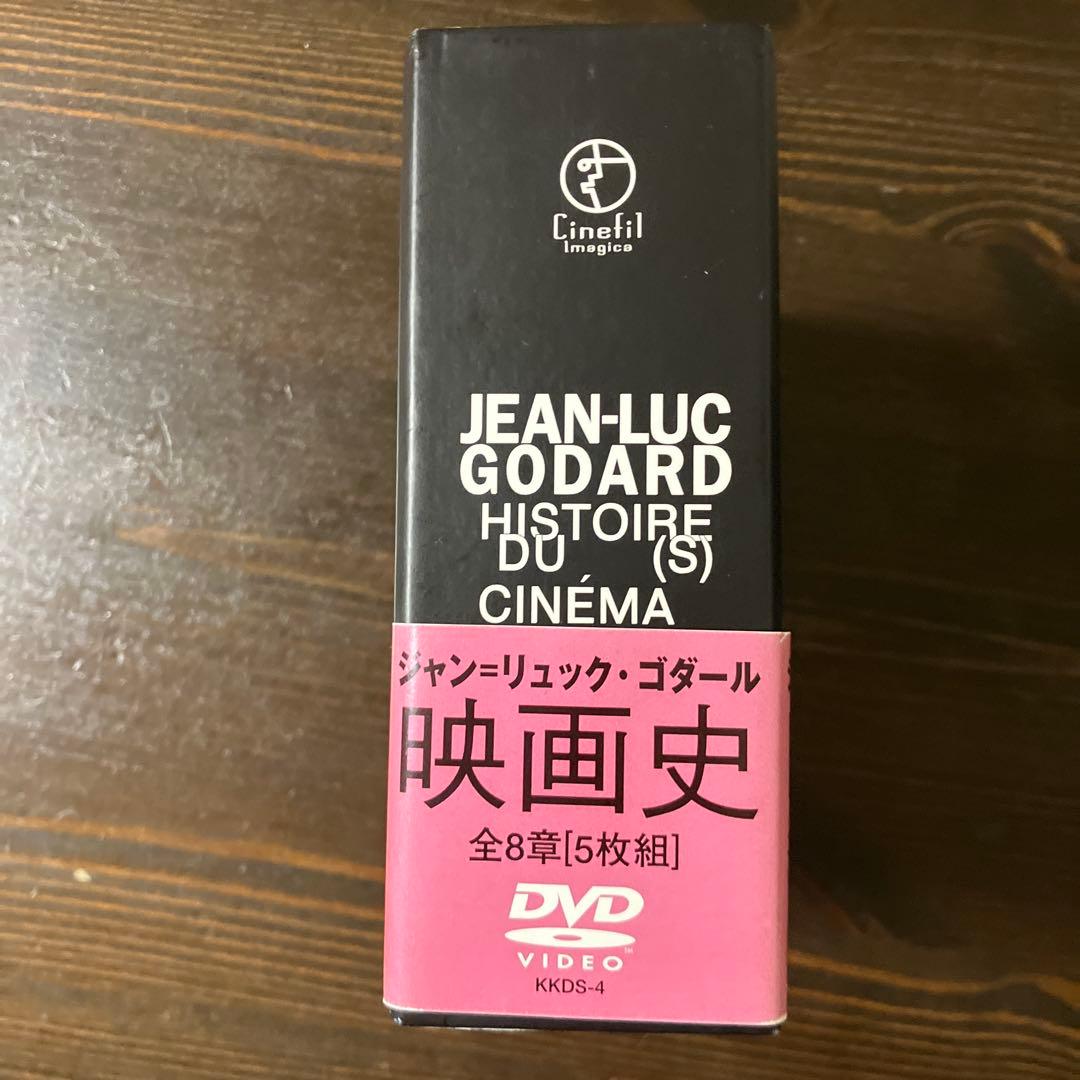 Cinefil
Imagica
JEAN-LUC
GODARD
HISTOIRE
DU (S)
CINÉMA
ジャン=リュック・ゴダール
映画史
全8章[5枚組]
DVD
VIDEO™
KKDS-4